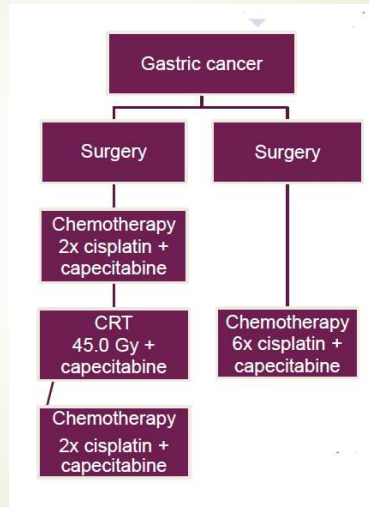 Gastric cancer
Surgery
Surgery
Chemotherapy
2x cisplatin +
capecitabine
CRT
45.0 Gy +
capecitabine
Chemotherapy
6x cisplatin +
capecitabine
Chemotherapy
2x cisplatin +
capecitabine